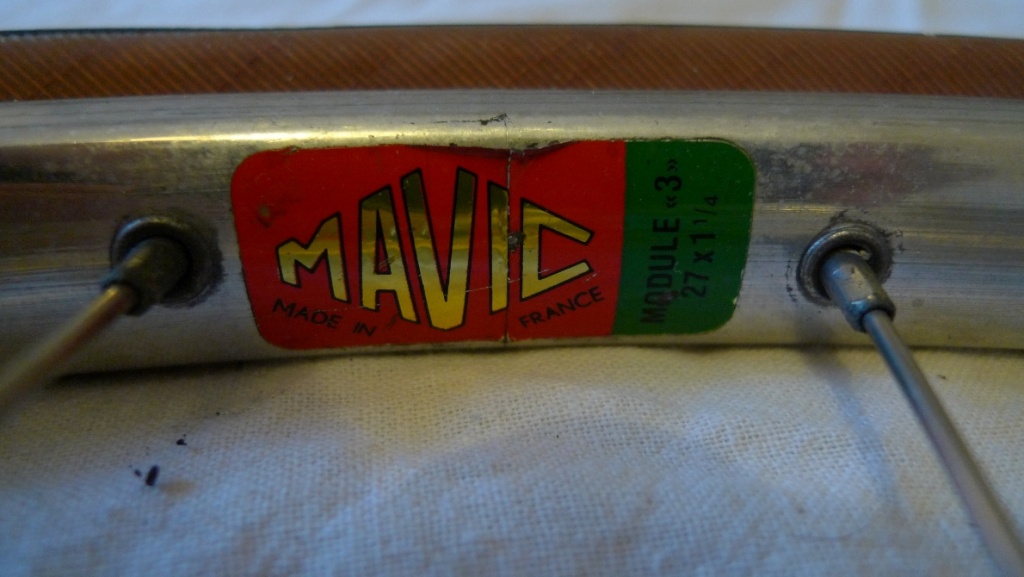 MAVIC
MADE IN FRANCE
MODULE «3»
27 x 1 1/4